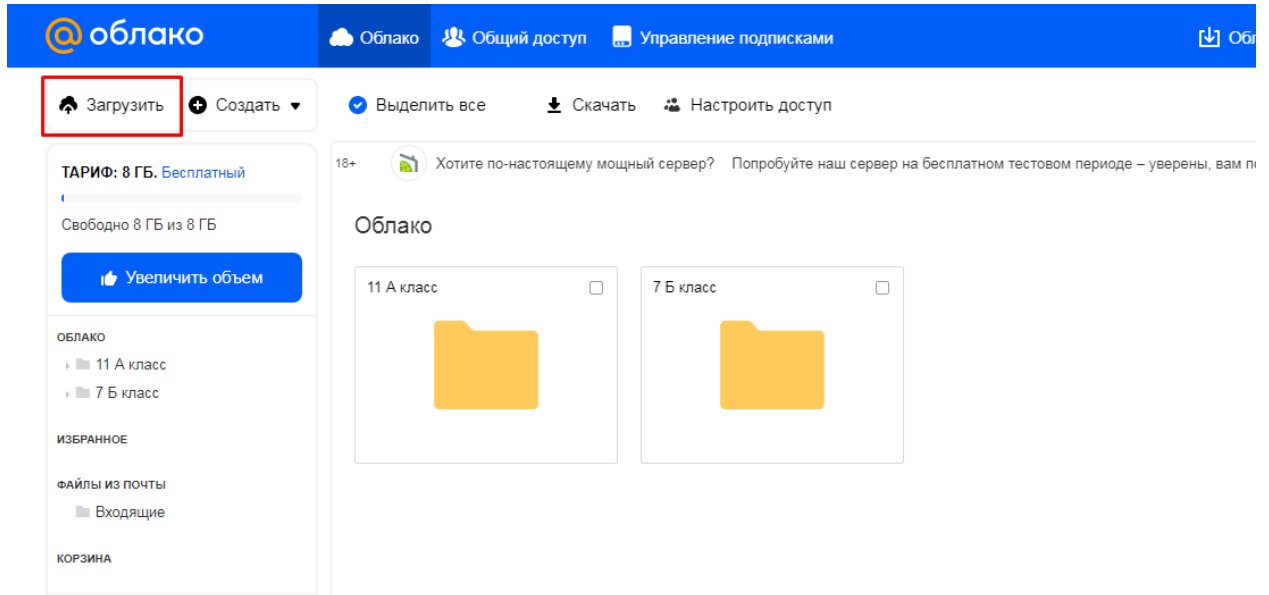 @ облако
Облако Общий доступ Управление подписками
Загрузить Создать
Выделить все Скачать Настроить доступ
ТАРИФ: 8 ГБ. Бесплатный
Свободно 8 ГБ из 8 ГБ
Увеличить объем
ОБЛАКО
11 А класс
7 Б класс
ИЗБРАННОЕ
ФАЙЛЫ ИЗ ПОЧТЫ
Входящие
КОРЗИНА
18+ Хотите по-настоящему мощный сервер? Попробуйте наш сервер на бесплатном тестовом периоде – уверены, вам
Облако
11 А класс
7 Б класс